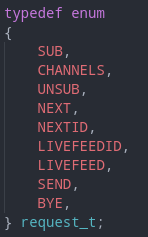 typedef enum
{
    SUB,
    CHANNELS,
    UNSUB,
    NEXT,
    NEXTID,
    LIVEFEEDID,
    LIVEFEED,
    SEND,
    BYE,
} request_t;